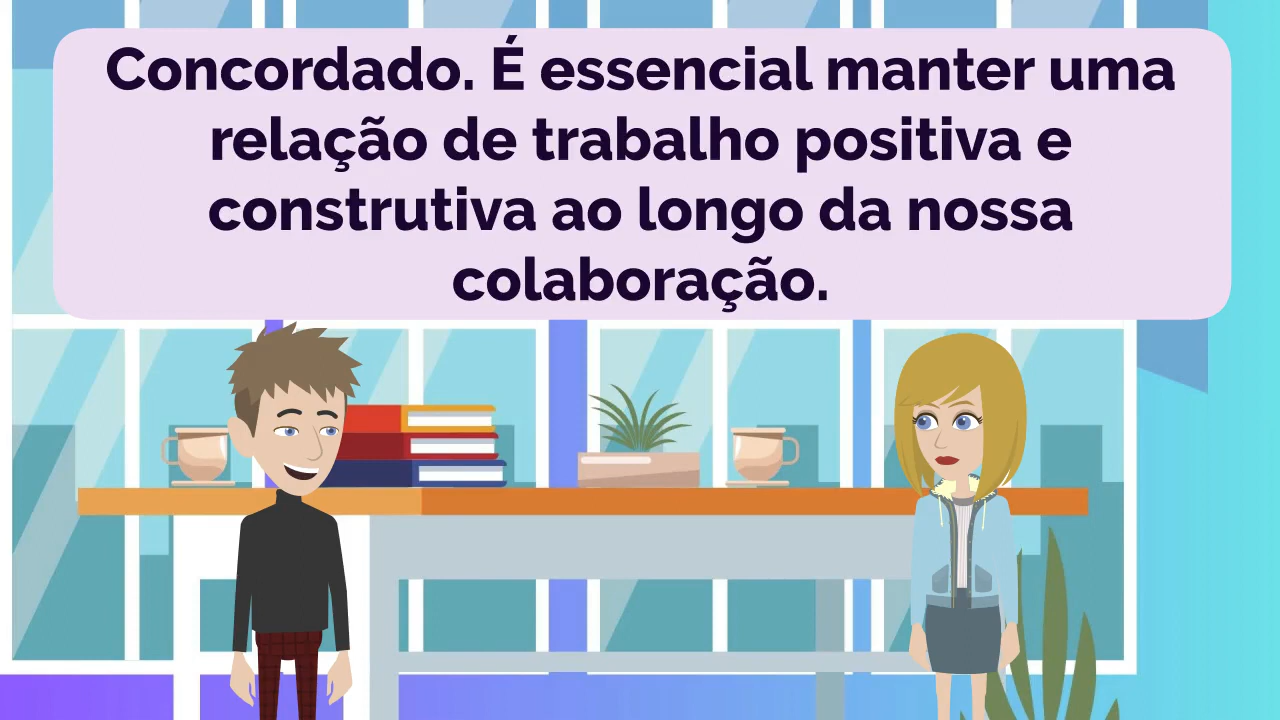 Concordado. É essencial manter uma
relação de trabalho positiva e
construtiva ao longo da nossa
colaboração.